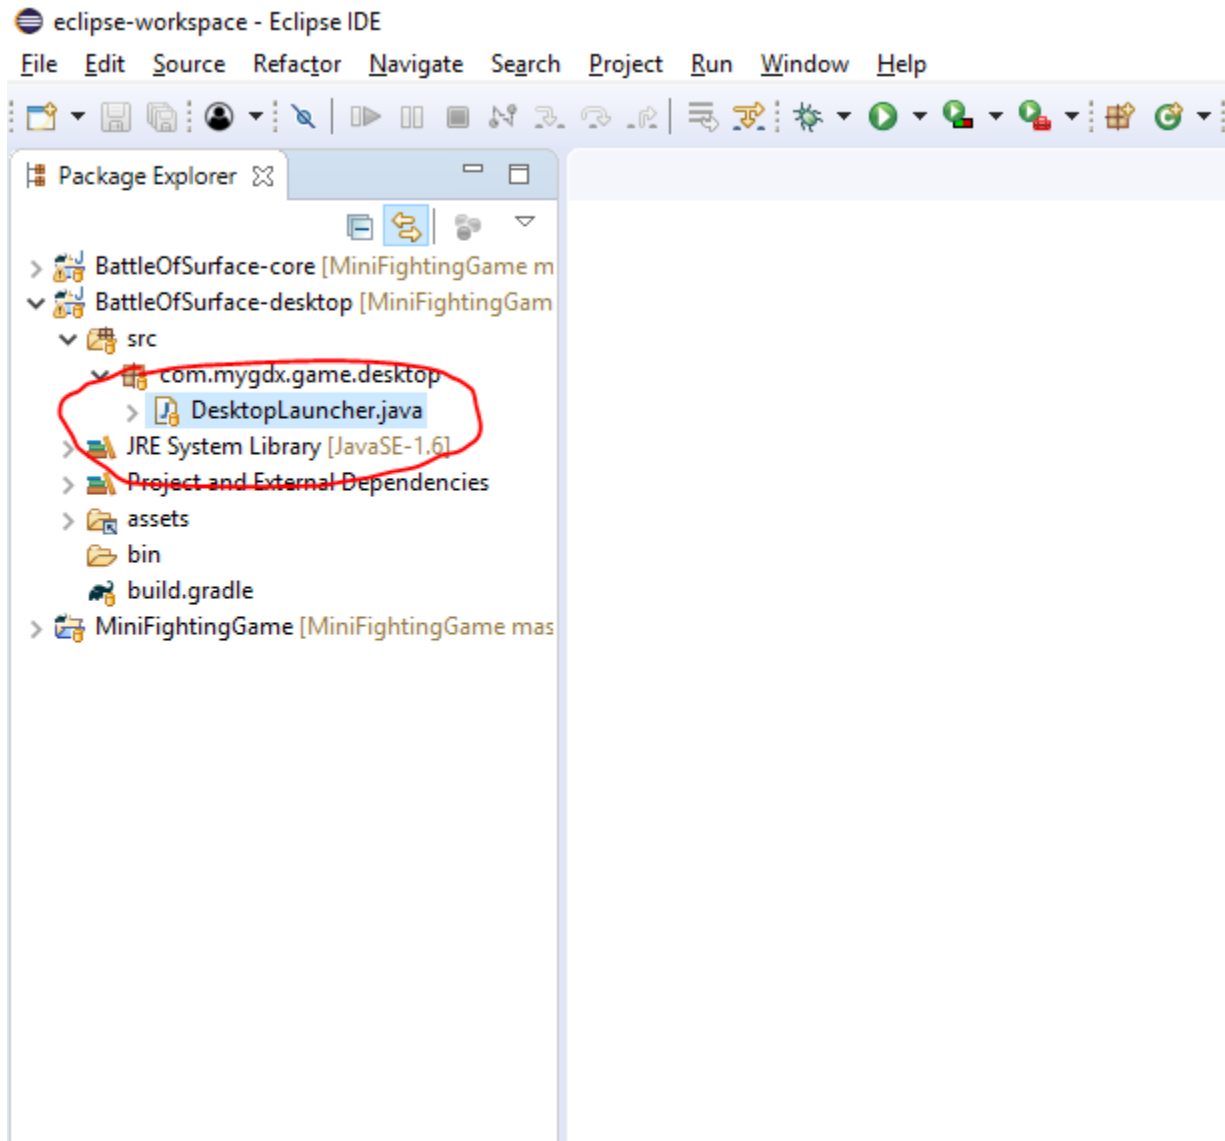 eclipse-workspace - Eclipse IDE
File Edit Source Refactor Navigate Search Project Run Window Help
Package Explorer
BattleOfSurface-core [MiniFightingGame m
BattleOfSurface-desktop [MiniFightingGam
src
com.mygdx.game.desktop
DesktopLauncher.java
JRE System Library [JavaSE-1.6]
Project and External Dependencies
assets
bin
build.gradle
MiniFightingGame [MiniFightingGame mas